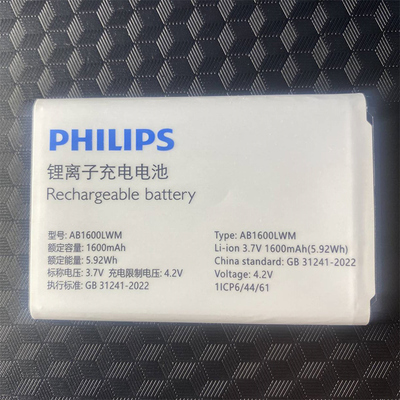 PHILIPS
锂离子充电电池
Rechargeable battery
型号: AB1600LWM
额定容量: 1600mAh
额定能量: 5.92Wh
标称电压: 3.7V 充电限制电压: 4.2V
执行标准: GB 31241-2022
Type: AB1600LWM
Li-ion 3.7V 1600mAh(5.92Wh)
China standard: GB 31241-2022
Voltage: 4.2V
1ICP6/44/61